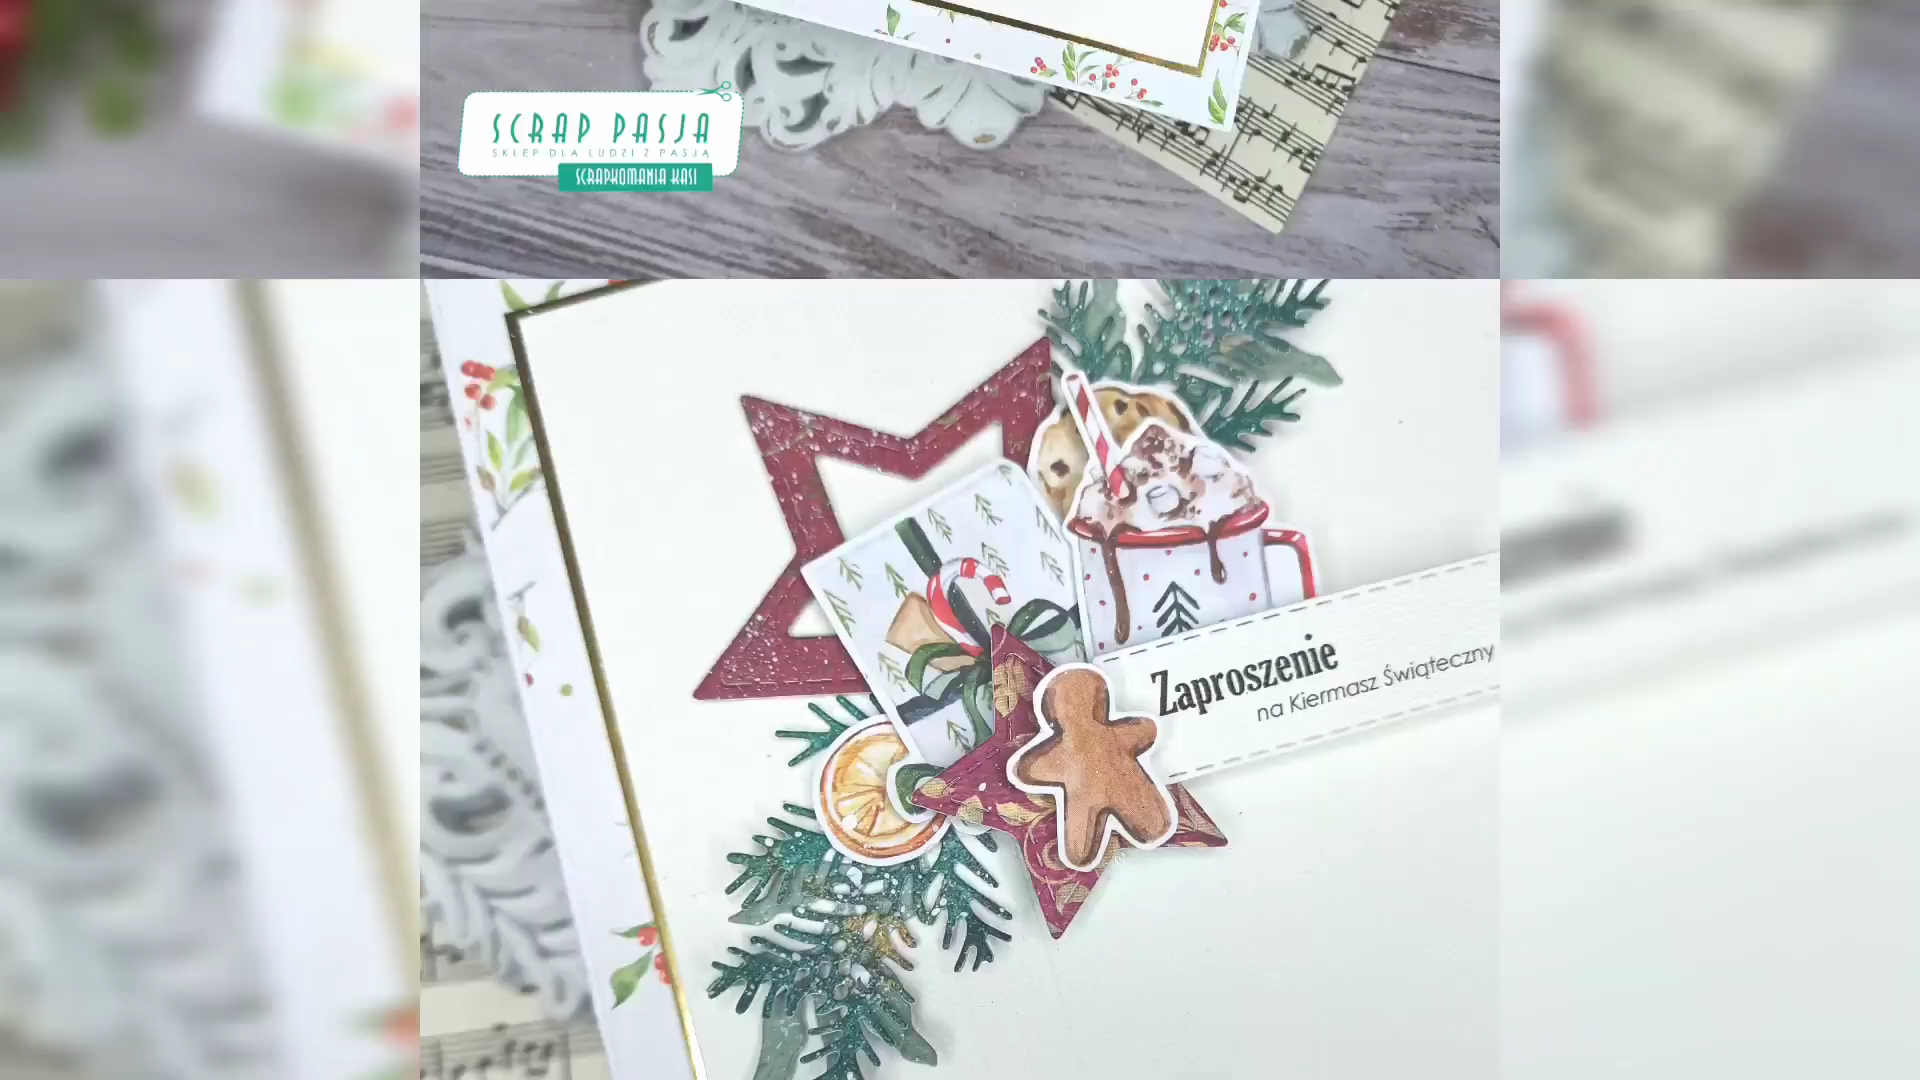 SCRAP PASJA
SKLEP DLA LUDZI Z PASJĄ
SCRAPKOMANIA KASI
Zaproszenie
na Kiermasz Świąteczny